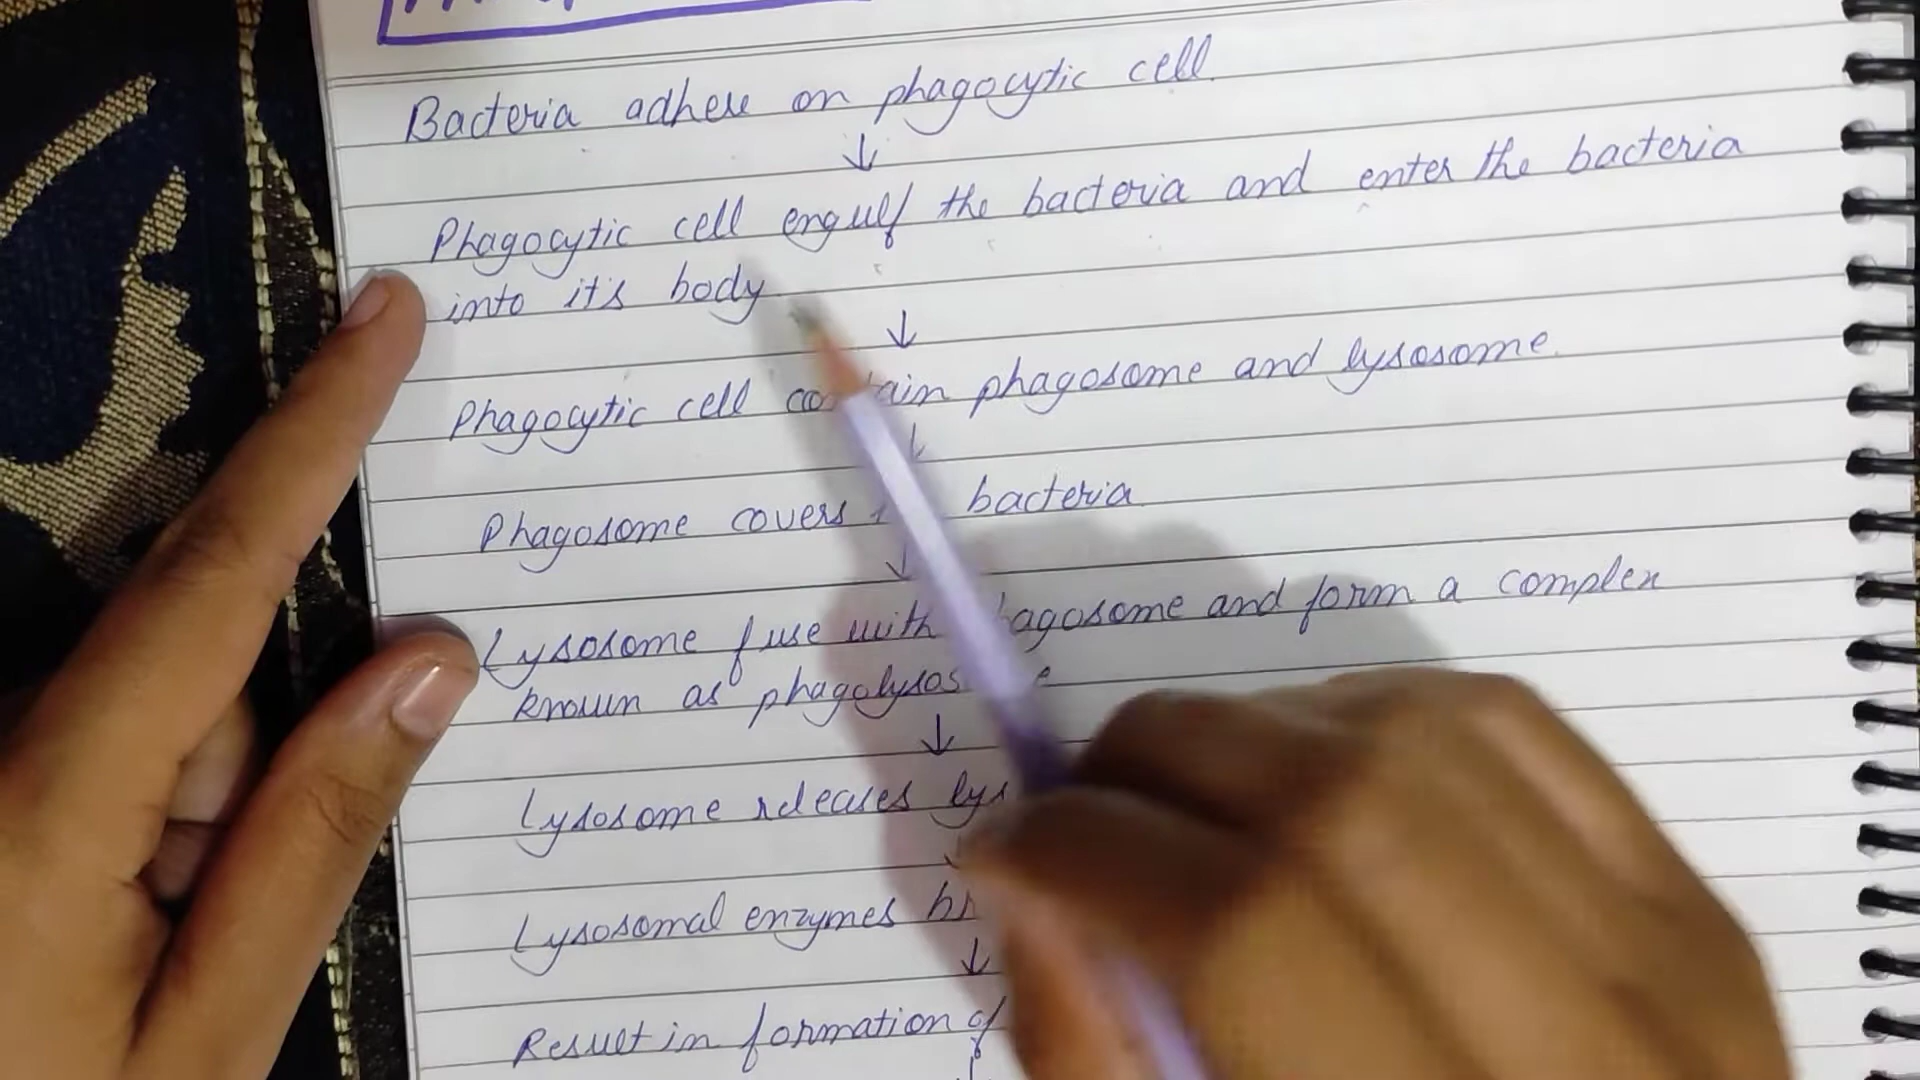 Bacteria adhere on phagocytic cell.
↓
Phagocytic cell engulf the bacteria and enter the bacteria
into it's body
↓
Phagocytic cell contain phagosome and lysosome.
↓
Phagosome covers bacteria
↓
Lysosome fuse with phagosome and form a complex
known as phagolysosome
↓
Lysosome releases
Lysosomal enzymes
↓
Result in formation of
↓